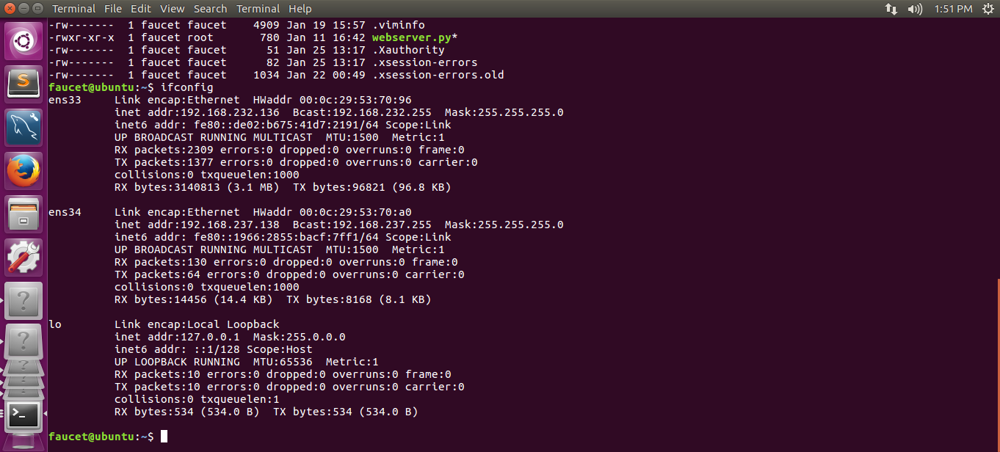 Terminal File Edit View Search Terminal Help 1:51 PM
-rw------- 1 faucet faucet 4909 Jan 19 15:57 .viminfo
-rwxr-xr-x 1 faucet root 780 Jan 11 16:42 webserver.py*
-rw------- 1 faucet faucet 51 Jan 25 13:17 .Xauthority
-rw------- 1 faucet faucet 82 Jan 25 13:17 .xsession-errors
-rw------- 1 faucet faucet 1034 Jan 22 00:49 .xsession-errors.old
faucet@ubuntu:~$ ifconfig
ens33 Link encap:Ethernet HWaddr 00:0c:29:53:70:96
inet addr:192.168.232.136 Bcast:192.168.232.255 Mask:255.255.255.0
inet6 addr: fe80::de02:b675:41d7:2191/64 Scope:Link
UP BROADCAST RUNNING MULTICAST MTU:1500 Metric:1
RX packets:2309 errors:0 dropped:0 overruns:0 frame:0
TX packets:1377 errors:0 dropped:0 overruns:0 carrier:0
collisions:0 txqueuelen:1000
RX bytes:3140813 (3.1 MB) TX bytes:96821 (96.8 KB)
ens34 Link encap:Ethernet HWaddr 00:0c:29:53:70:a0
inet addr:192.168.237.138 Bcast:192.168.237.255 Mask:255.255.255.0
inet6 addr: fe80::1966:2855:bacf:7ff1/64 Scope:Link
UP BROADCAST RUNNING MULTICAST MTU:1500 Metric:1
RX packets:130 errors:0 dropped:0 overruns:0 frame:0
TX packets:64 errors:0 dropped:0 overruns:0 carrier:0
collisions:0 txqueuelen:1000
RX bytes:14456 (14.4 KB) TX bytes:8168 (8.1 KB)
lo Link encap:Local Loopback
inet addr:127.0.0.1 Mask:255.0.0.0
inet6 addr: ::1/128 Scope:Host
UP LOOPBACK RUNNING MTU:65536 Metric:1
RX packets:10 errors:0 dropped:0 overruns:0 frame:0
TX packets:10 errors:0 dropped:0 overruns:0 carrier:0
collisions:0 txqueuelen:1
RX bytes:534 (534.0 B) TX bytes:534 (534.0 B)
faucet@ubuntu:~$